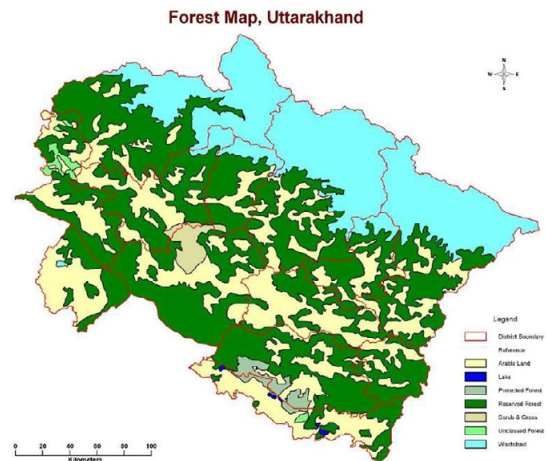 Forest Map, Uttarakhand
N
W E
S
Legend
District Boundary
Reference
Arable Land
Lake
Protected Forest
Reserved Forest
Scrub & Grass
Unclassed Forest
Wasteland
0 20 40 60 80 100
Kilometers